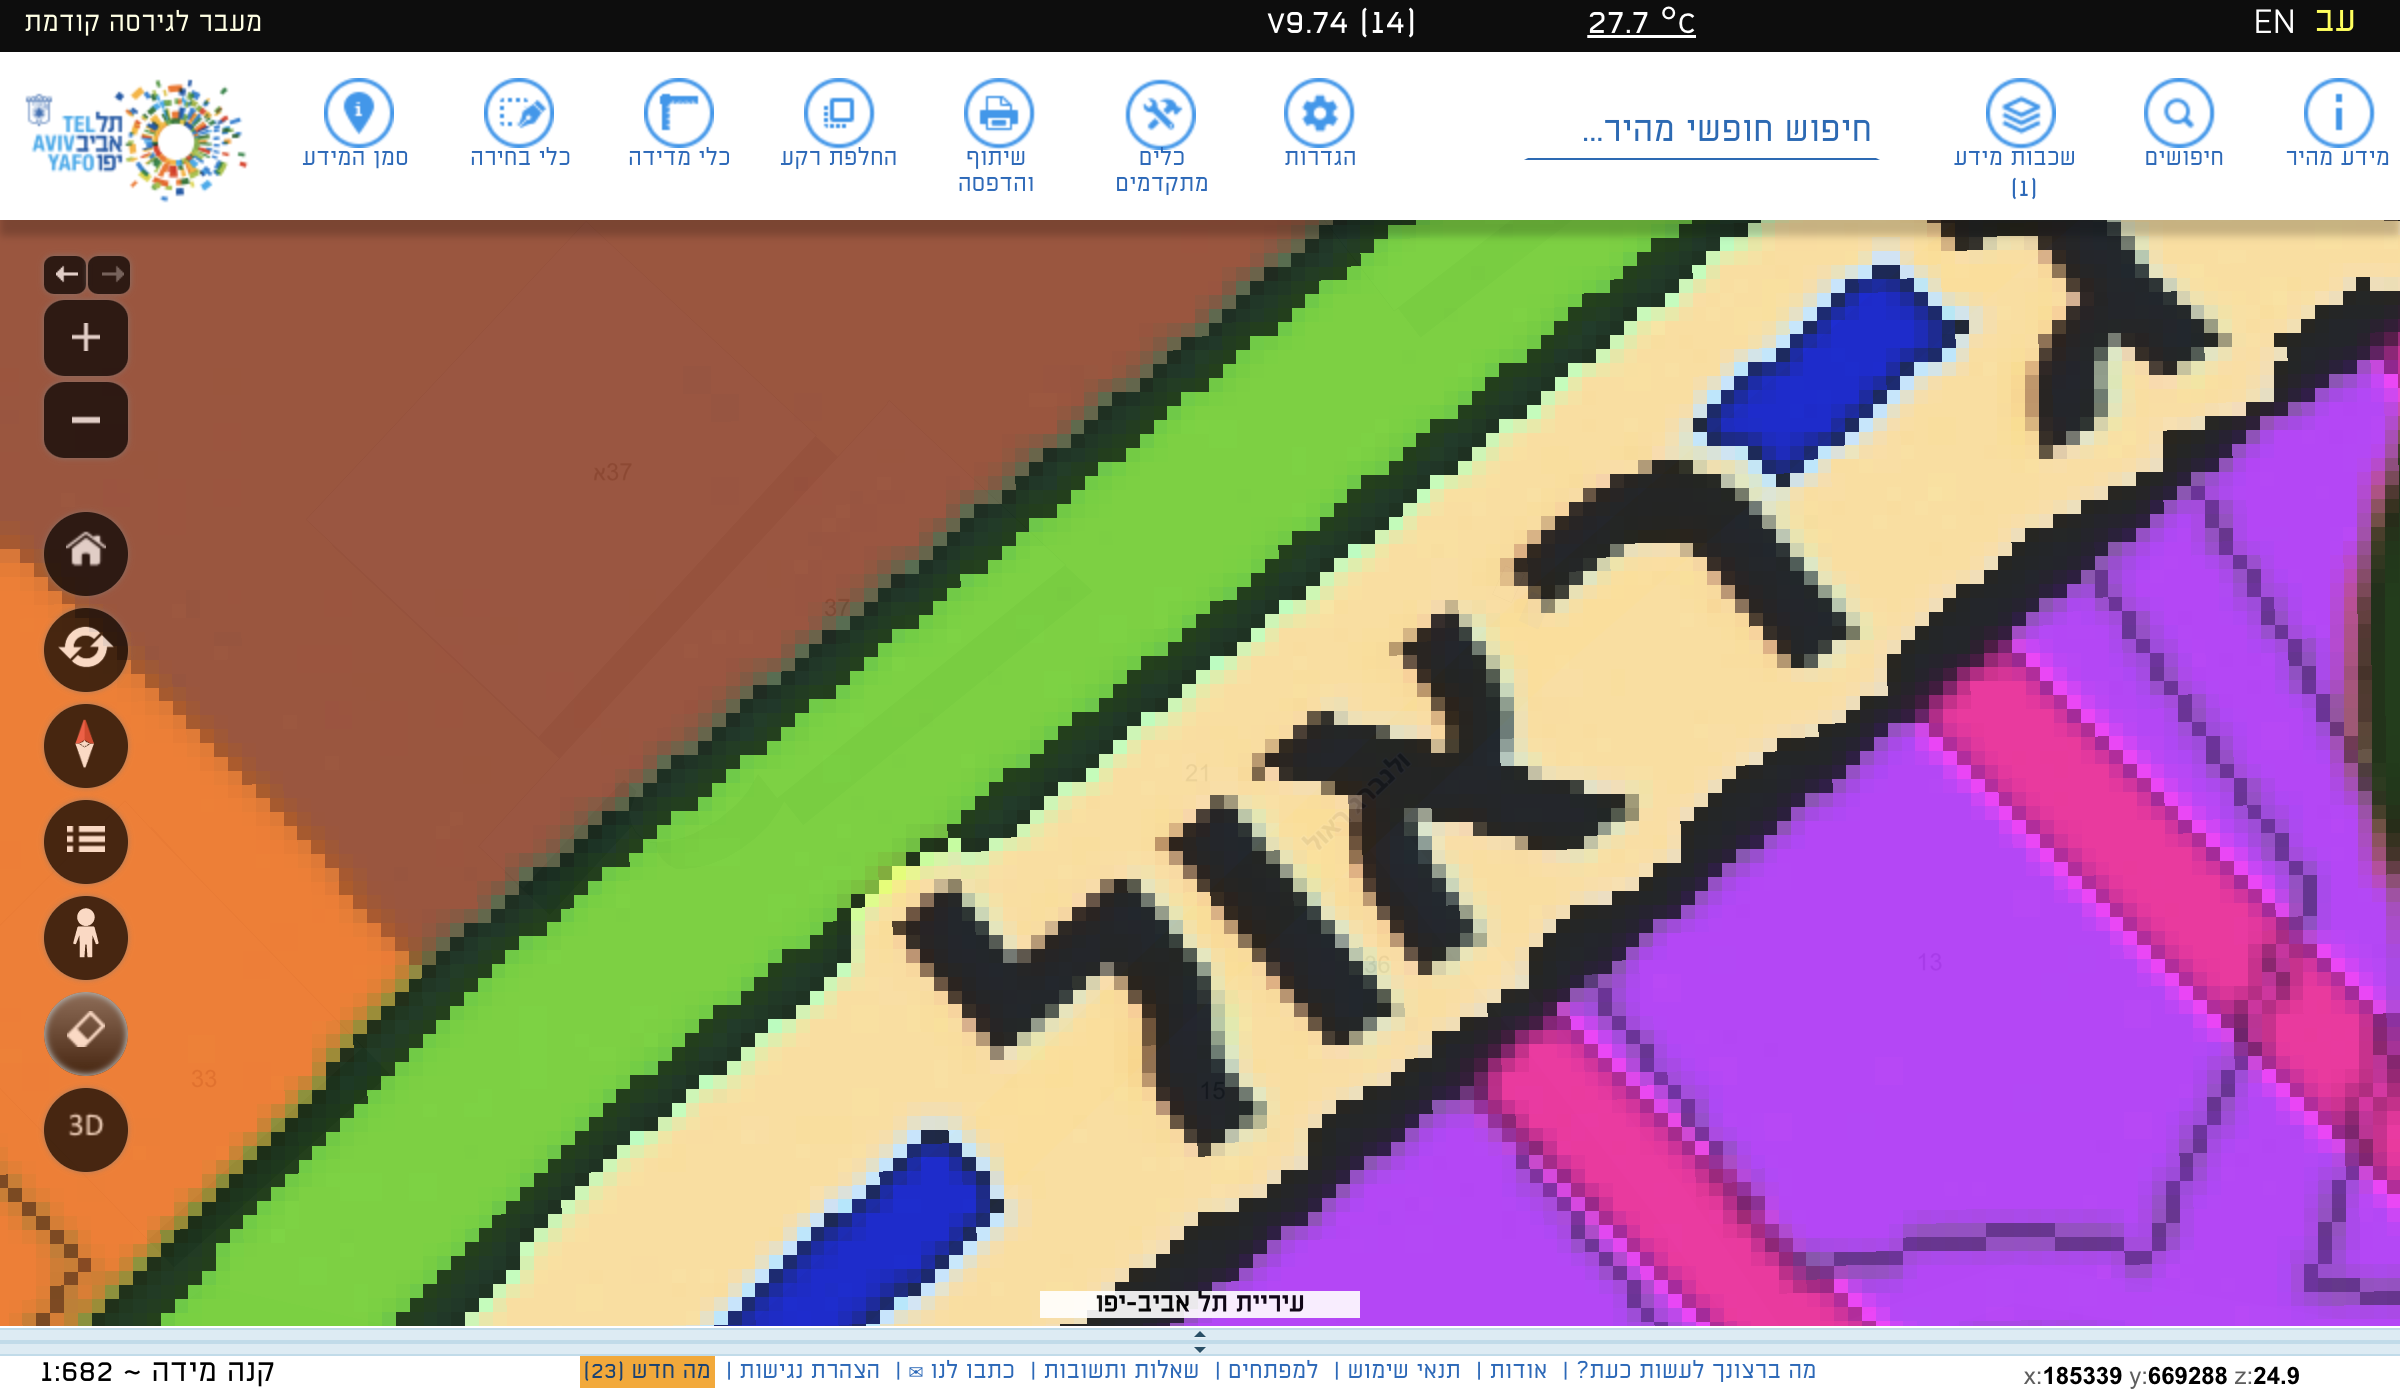 עב EN
27.7 °C
V9.74 (14)
מעבר לגירסה קודמת
מידע מהיר
חיפושים
שכבות מידע
(1)
חיפוש חופשי מהיר...
הגדרות
כלים
מתקדמים
שיתוף
והדפסה
החלפת רקע
כלי מדידה
כלי בחירה
סמן המידע
תל אביב יפו
TEL AVIV YAFO
37א
37
ראול
21
ולנברג ראול
36
13
33
15
3D
עיריית תל אביב-יפו
מה ברצונך לעשות כעת? | אודות | תנאי שימוש | למפתחים | שאלות ותשובות | כתבו לנו ✉ | הצהרת נגישות | מה חדש (23)
קנה מידה ~ 1:682
x:185339 y:669288 z:24.9